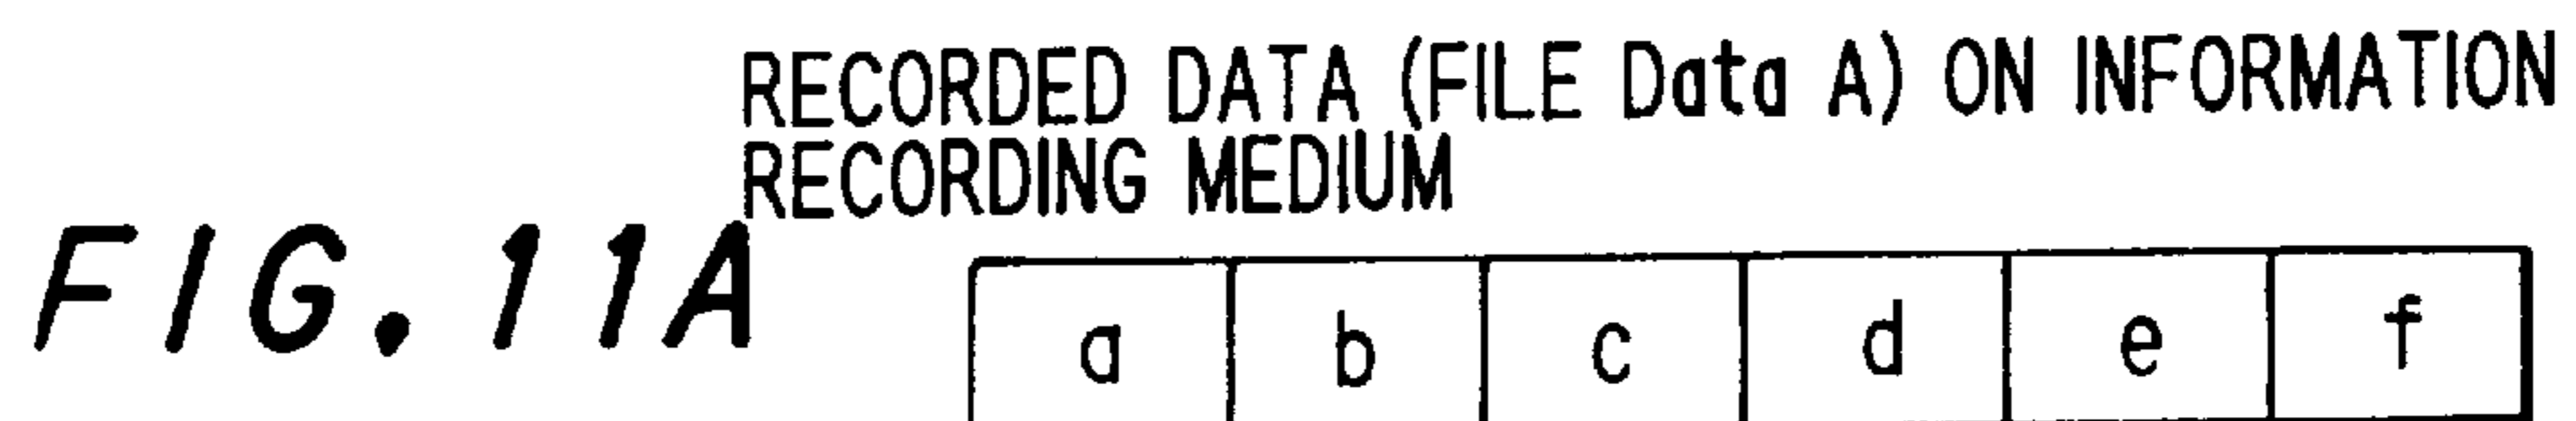 RECORDED DATA (FILE Data A) ON INFORMATION
RECORDING MEDIUM
FIG.11A
a b c d e f